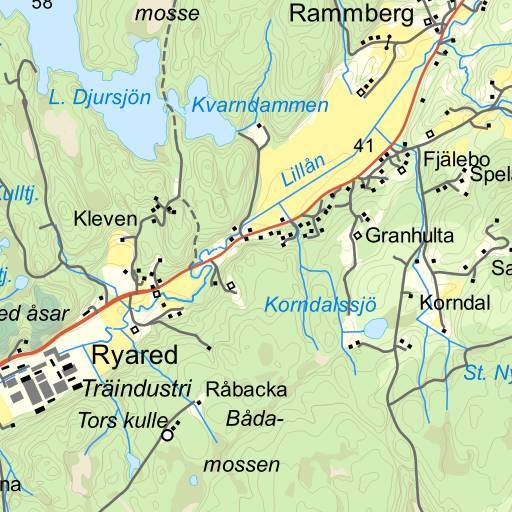 58
mosse
Rammberg
L. Djursjön
Kvarndammen
41
Lillån
Fjälebo
Spela
Kulltj.
Kleven
Granhulta
Sa
tj.
ed åsar
Korndalssjö
Korndal
Ryared
Träindustri
St. Ny
Råbacka
Tors kulle
Båda-
mossen
na